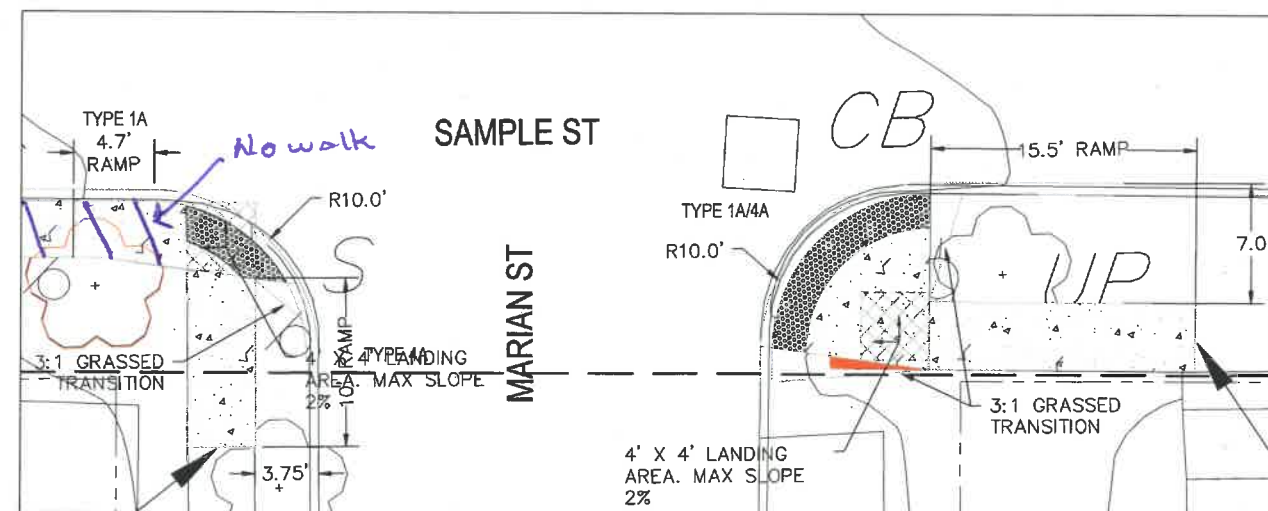 TYPE 1A
4.7'
RAMP
No walk
SAMPLE ST
R10.0'
S
MARIAN ST
3:1 GRASSED
TRANSITION
10' RAMP
TYPE 4A
4' X 4' LANDING
AREA. MAX SLOPE
2%
3.75'
CB
15.5' RAMP
TYPE 1A/4A
R10.0'
UP
7.0
3:1 GRASSED
TRANSITION
4' X 4' LANDING
AREA. MAX SLOPE
2%